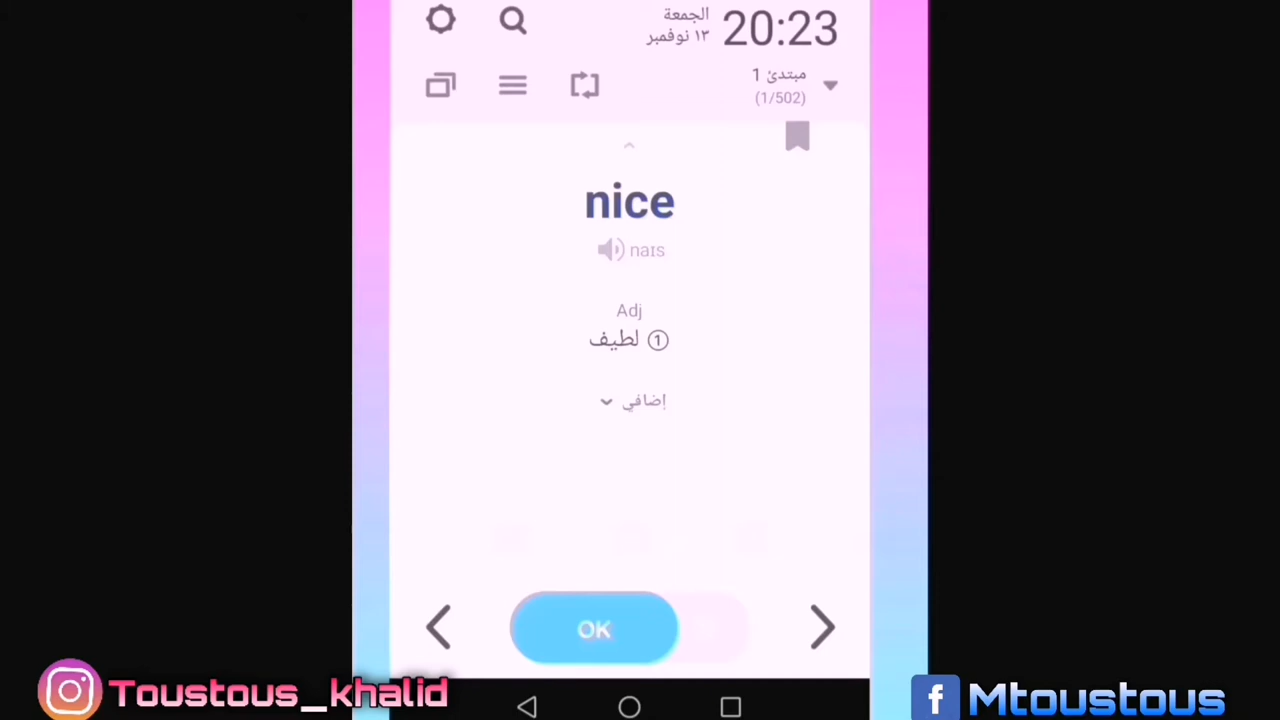 الجمعة
١٣ نوفمبر
20:23
مبتدئ 1
(1/502)
nice
naɪs
Adj
① لطيف
إضافي
OK
Toustous_khalid
f Mtoustous